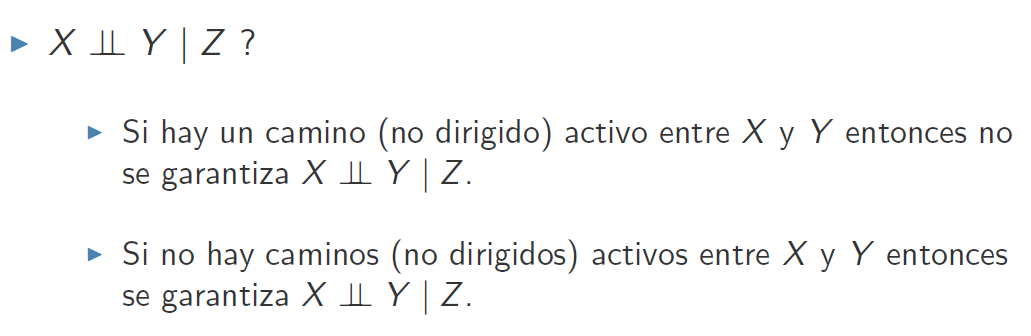 ▶ X ⫫ Y | Z ?
▶ Si hay un camino (no dirigido) activo entre X y Y entonces no
se garantiza X ⫫ Y | Z.
▶ Si no hay caminos (no dirigidos) activos entre X y Y entonces
se garantiza X ⫫ Y | Z.